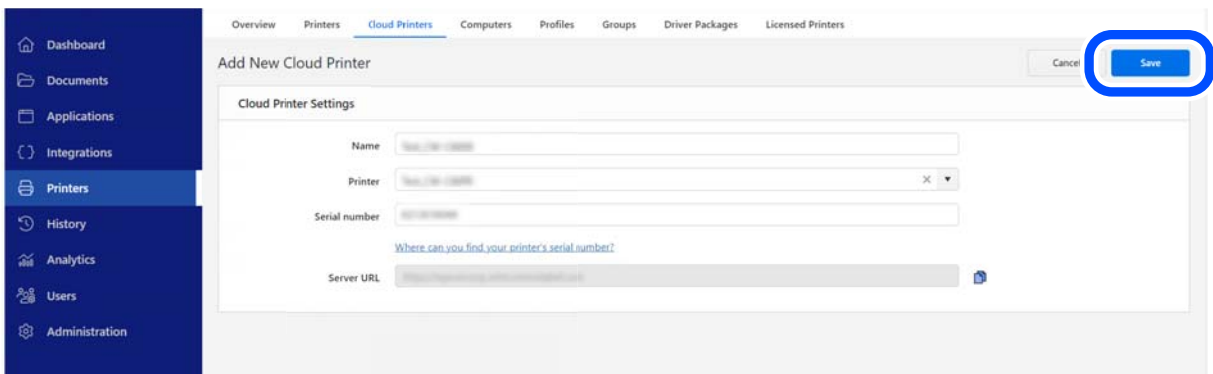 Overview Printers Cloud Printers Computers Profiles Groups Driver Packages Licensed Printers
Dashboard
Documents
Applications
Integrations
Printers
History
Analytics
Users
Administration
Add New Cloud Printer
Save
Cloud Printer Settings
Name
Printer
Serial number
Where can you find your printer's serial number?
Server URL